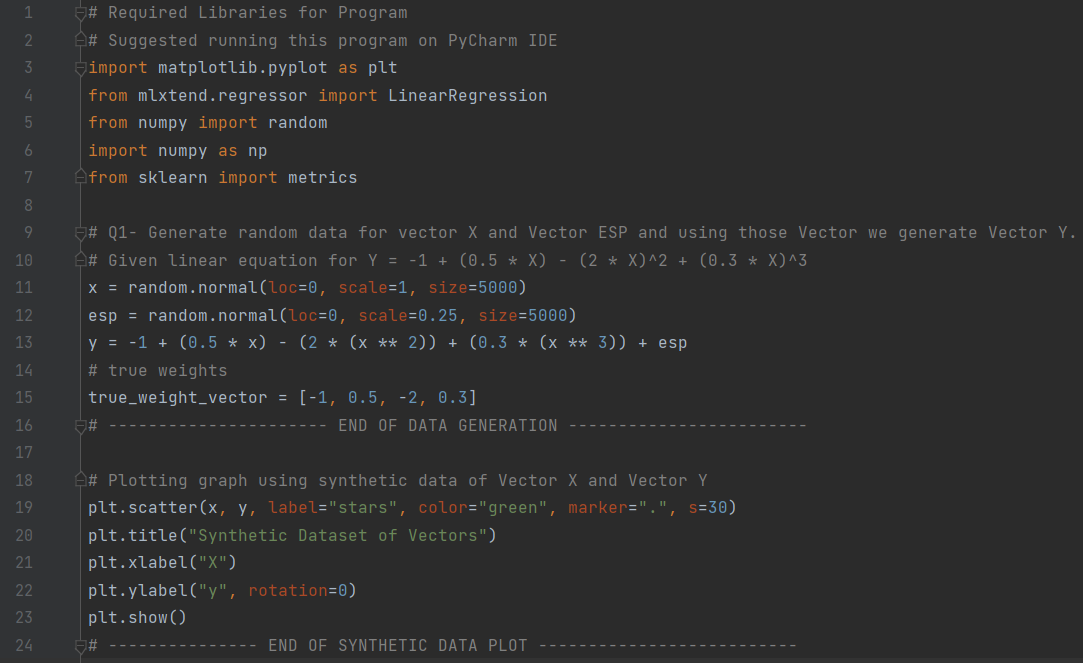 1 # Required Libraries for Program
2 # Suggested running this program on PyCharm IDE
3 import matplotlib.pyplot as plt
4 from mlxtend.regressor import LinearRegression
5 from numpy import random
6 import numpy as np
7 from sklearn import metrics
8
9 # Q1- Generate random data for vector X and Vector ESP and using those Vector we generate Vector Y.
10 # Given linear equation for Y = -1 + (0.5 * X) - (2 * X)^2 + (0.3 * X)^3
11 x = random.normal(loc=0, scale=1, size=5000)
12 esp = random.normal(loc=0, scale=0.25, size=5000)
13 y = -1 + (0.5 * x) - (2 * (x ** 2)) + (0.3 * (x ** 3)) + esp
14 # true weights
15 true_weight_vector = [-1, 0.5, -2, 0.3]
16 # ---------------------- END OF DATA GENERATION ------------------------
17
18 # Plotting graph using synthetic data of Vector X and Vector Y
19 plt.scatter(x, y, label="stars", color="green", marker=".", s=30)
20 plt.title("Synthetic Dataset of Vectors")
21 plt.xlabel("X")
22 plt.ylabel("y", rotation=0)
23 plt.show()
24 # --------------- END OF SYNTHETIC DATA PLOT --------------------------